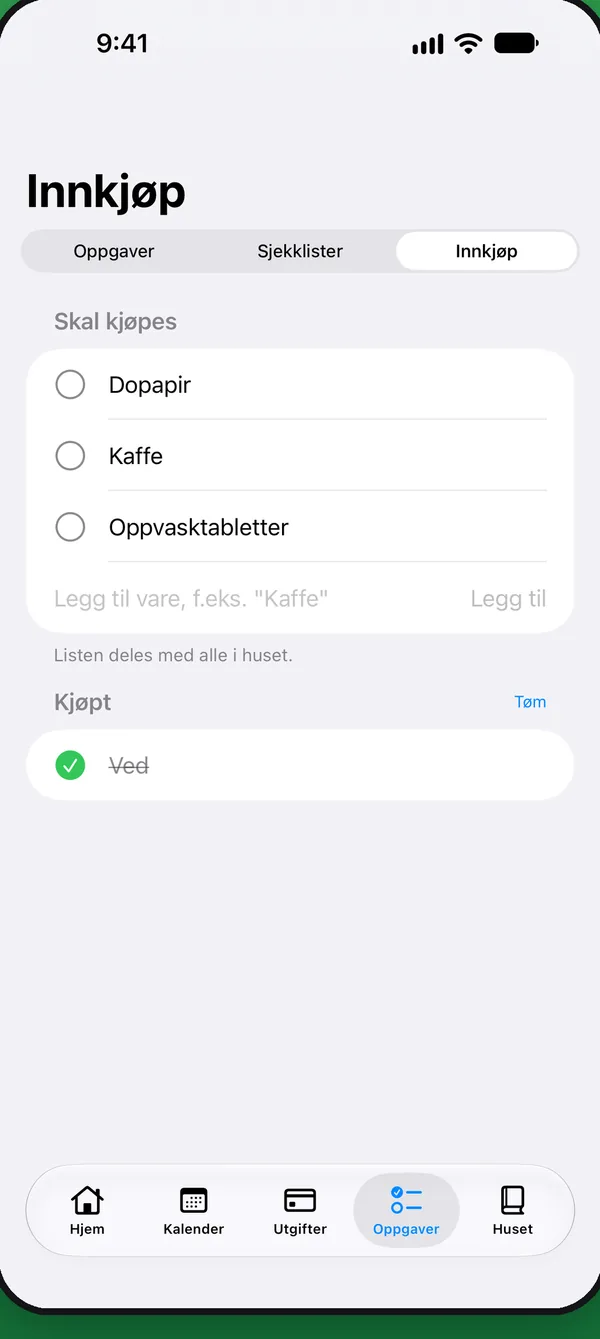 9:41
Innkjøp
Oppgaver Sjekklister Innkjøp
Skal kjøpes
Dopapir
Kaffe
Oppvasktabletter
Legg til vare, f.eks. "Kaffe" Legg til
Listen deles med alle i huset.
Kjøpt Tøm
Ved
Hjem Kalender Utgifter Oppgaver Huset